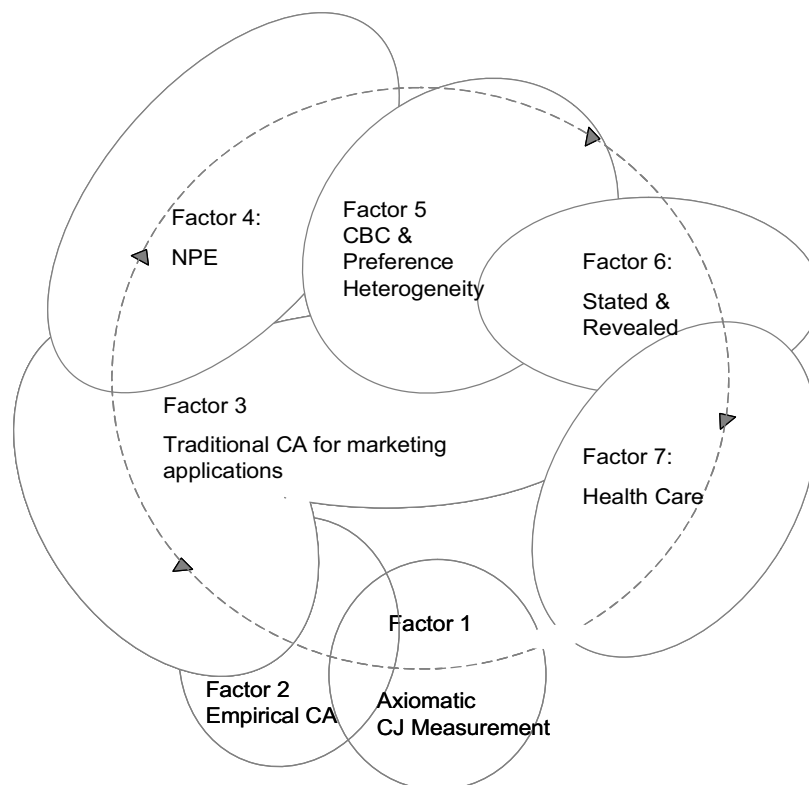 Factor 4:
NPE
Factor 5
CBC &
Preference
Heterogeneity
Factor 6:
Stated &
Revealed
Factor 3
Traditional CA for marketing
applications
Factor 7:
Health Care
Factor 1
Axiomatic
CJ Measurement
Factor 2
Empirical CA